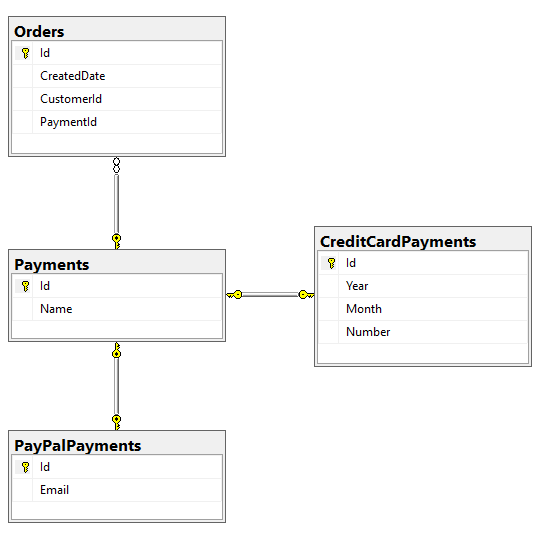 Orders
Id
CreatedDate
CustomerId
PaymentId
Payments
Id
Name
CreditCardPayments
Id
Year
Month
Number
PayPalPayments
Id
Email